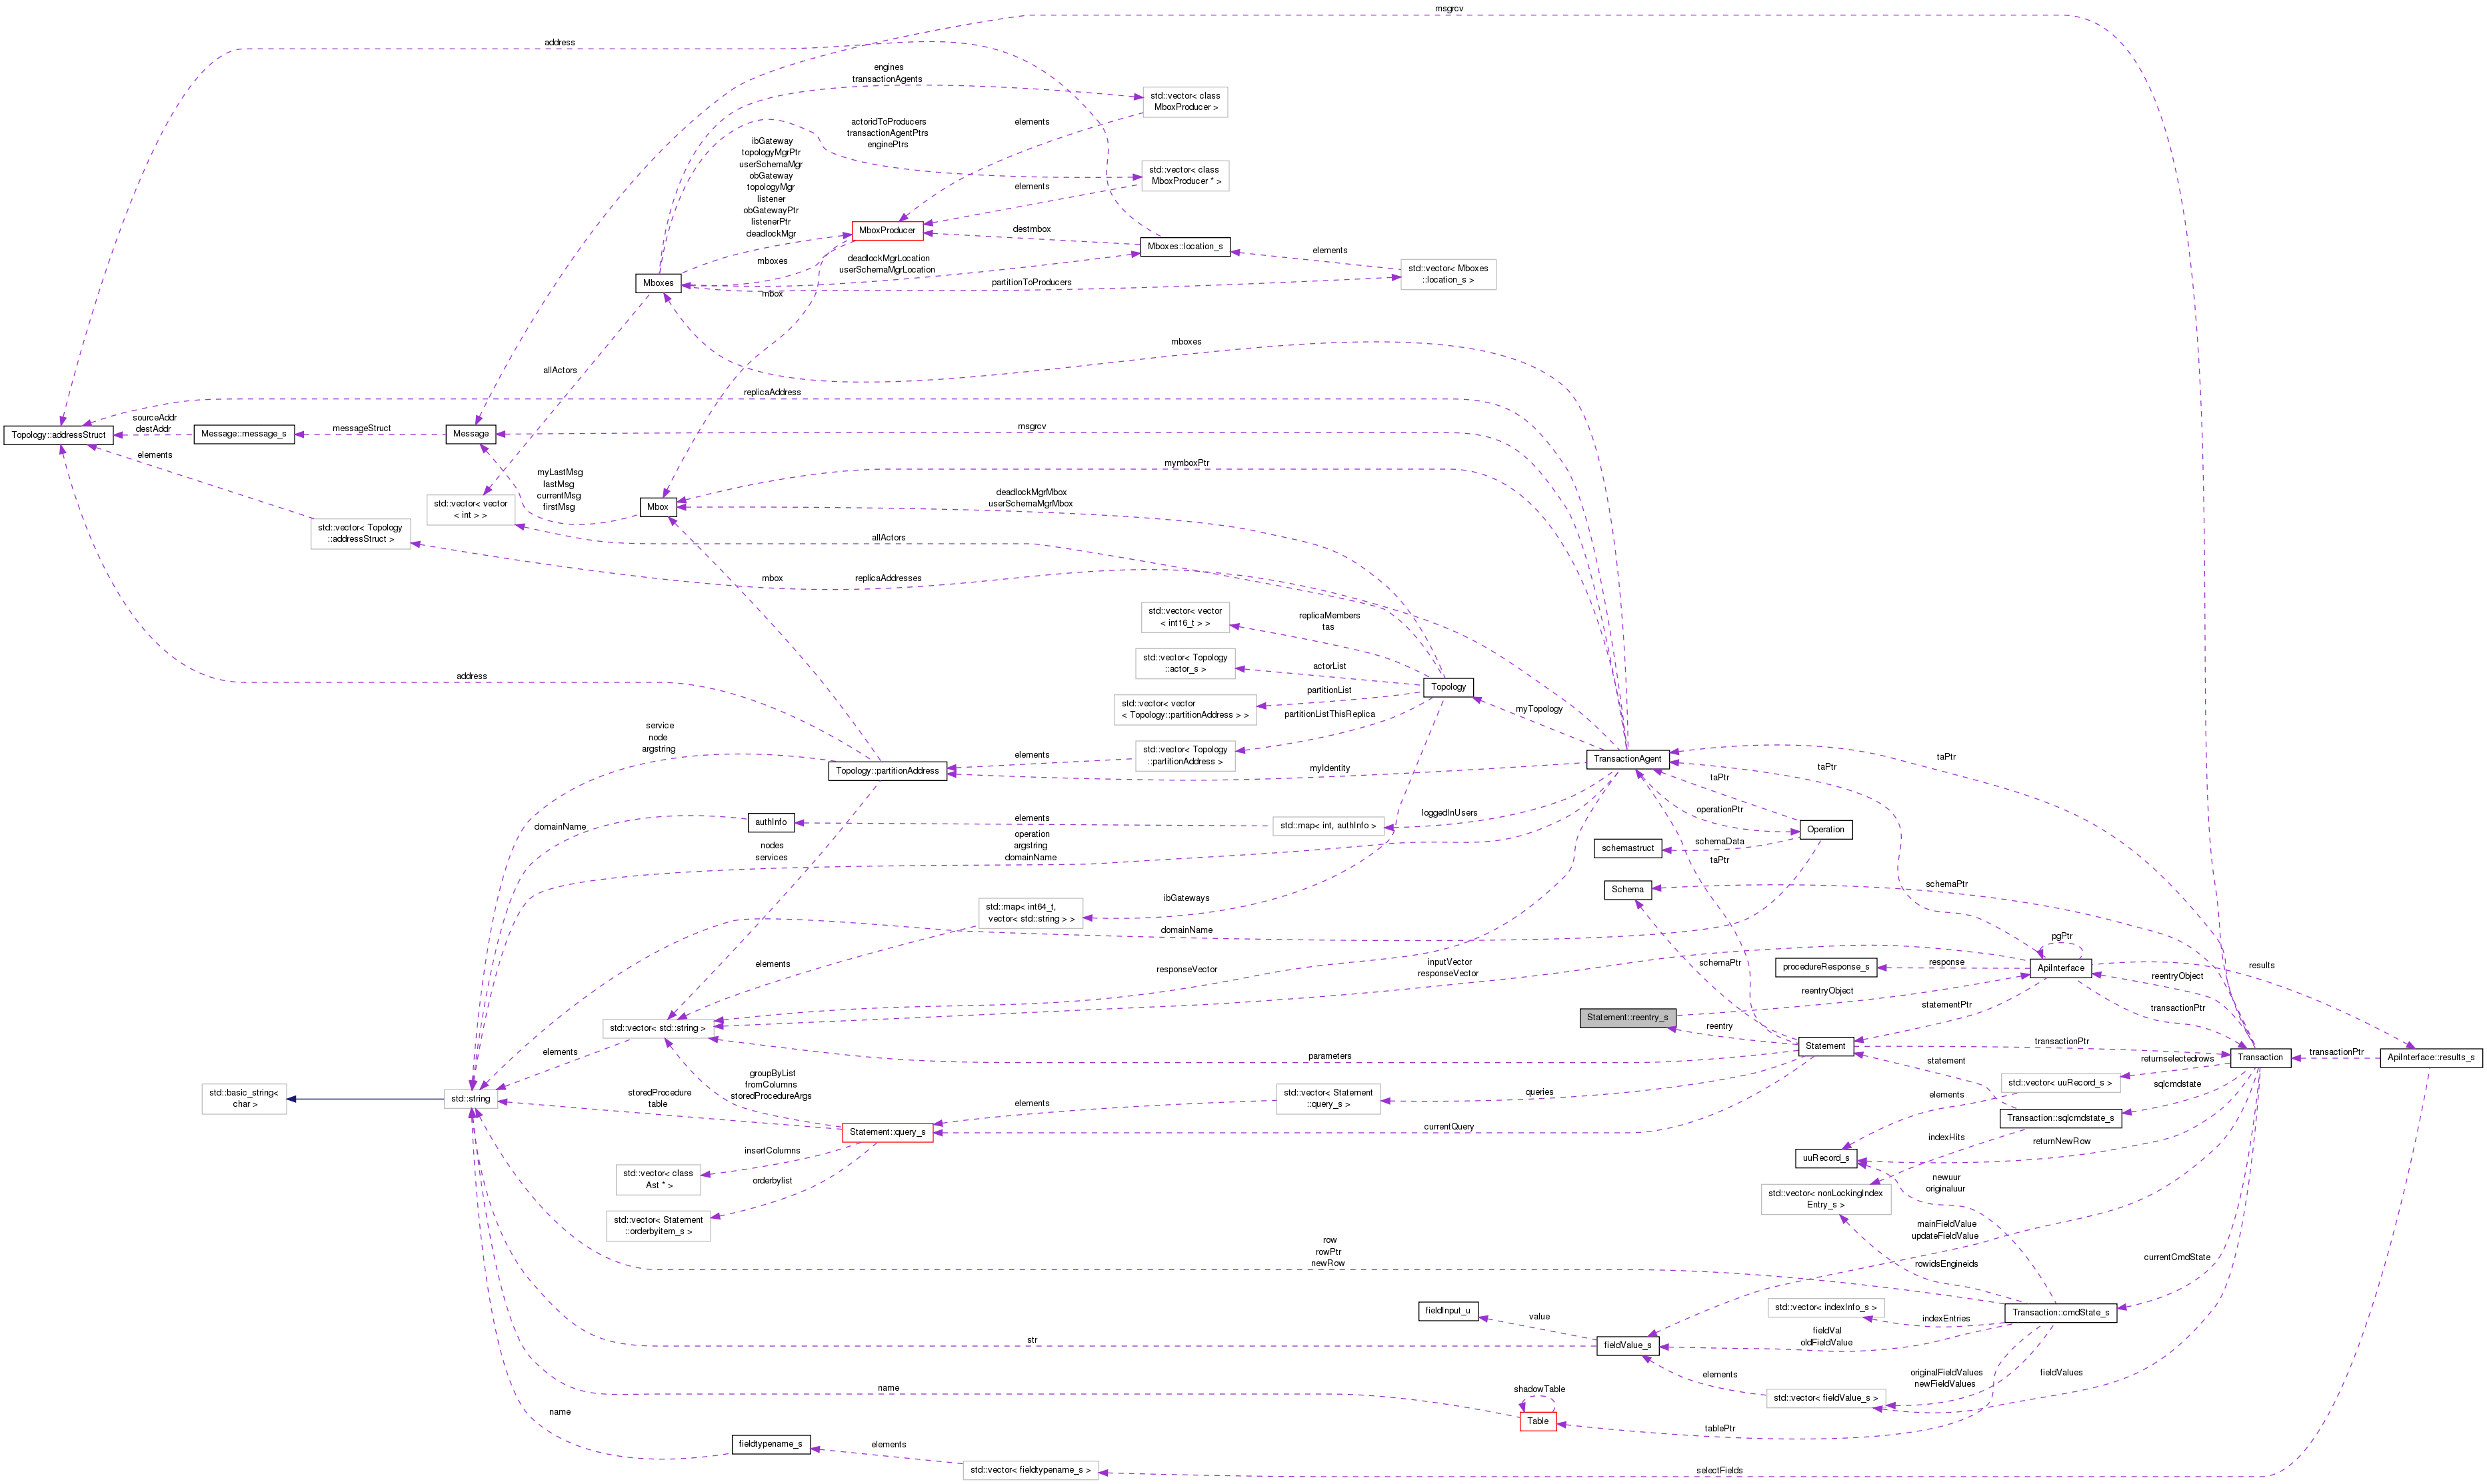 msgrcv
address
engines
transactionAgents
std::vector< class
MboxProducer >
actoridToProducers
transactionAgentPtrs
enginePtrs
elements
ibGateway
topologyMgrPtr
userSchemaMgr
obGateway
topologyMgr
listener
obGatewayPtr
listenerPtr
deadlockMgr
std::vector< class
MboxProducer * >
elements
MboxProducer
destmbox
Mboxes::location_s
elements
mboxes
deadlockMgrLocation
userSchemaMgrLocation
std::vector< Mboxes
::location_s >
Mboxes
partitionToProducers
mbox
mboxes
allActors
replicaAddress
sourceAddr
destAddr
Topology::addressStruct
Message::message_s
messageStruct
Message
msgrcv
elements
mymboxPtr
myLastMsg
lastMsg
currentMsg
firstMsg
deadlockMgrMbox
userSchemaMgrMbox
std::vector< vector
< int > >
Mbox
std::vector< Topology
::addressStruct >
allActors
mbox
replicaAddresses
std::vector< vector
< int16_t > >
replicaMembers
tas
std::vector< Topology
::actor_s >
actorList
address
Topology
partitionList
std::vector< vector
< Topology::partitionAddress > >
myTopology
partitionListThisReplica
service
node
argstring
elements
std::vector< Topology
::partitionAddress >
TransactionAgent
taPtr
taPtr
Topology::partitionAddress
myIdentity
taPtr
operationPtr
domainName
authInfo
elements
std::map< int, authInfo >
loggedInUsers
Operation
operation
argstring
domainName
nodes
services
schemastruct
schemaData
taPtr
Schema
schemaPtr
std::map< int64_t,
vector< std::string > >
ibGateways
domainName
pgPtr
elements
responseVector
inputVector
responseVector
schemaPtr
procedureResponse_s
response
ApiInterface
results
reentryObject
reentryObject
statementPtr
transactionPtr
std::vector< std::string >
Statement::reentry_s
reentry
Statement
transactionPtr
elements
parameters
Transaction
transactionPtr
ApiInterface::results_s
statement
returnselectedrows
groupByList
fromColumns
storedProcedureArgs
std::vector< uuRecord_s >
sqlcmdstate
std::basic_string<
char >
std::string
storedProcedure
table
elements
std::vector< Statement
::query_s >
queries
elements
Transaction::sqlcmdstate_s
Statement::query_s
currentQuery
indexHits
returnNewRow
insertColumns
uuRecord_s
std::vector< class
Ast * >
orderbylist
newuur
originaluur
std::vector< nonLockingIndex
Entry_s >
std::vector< Statement
::orderbyitem_s >
mainFieldValue
updateFieldValue
row
rowPtr
newRow
rowidsEngineids
currentCmdState
fieldInput_u
value
std::vector< indexInfo_s >
indexEntries
Transaction::cmdState_s
str
fieldValue_s
fieldVal
oldFieldValue
elements
originalFieldValues
newFieldValues
fieldValues
name
shadowTable
std::vector< fieldValue_s >
name
Table
tablePtr
fieldtypename_s
elements
std::vector< fieldtypename_s >
selectFields